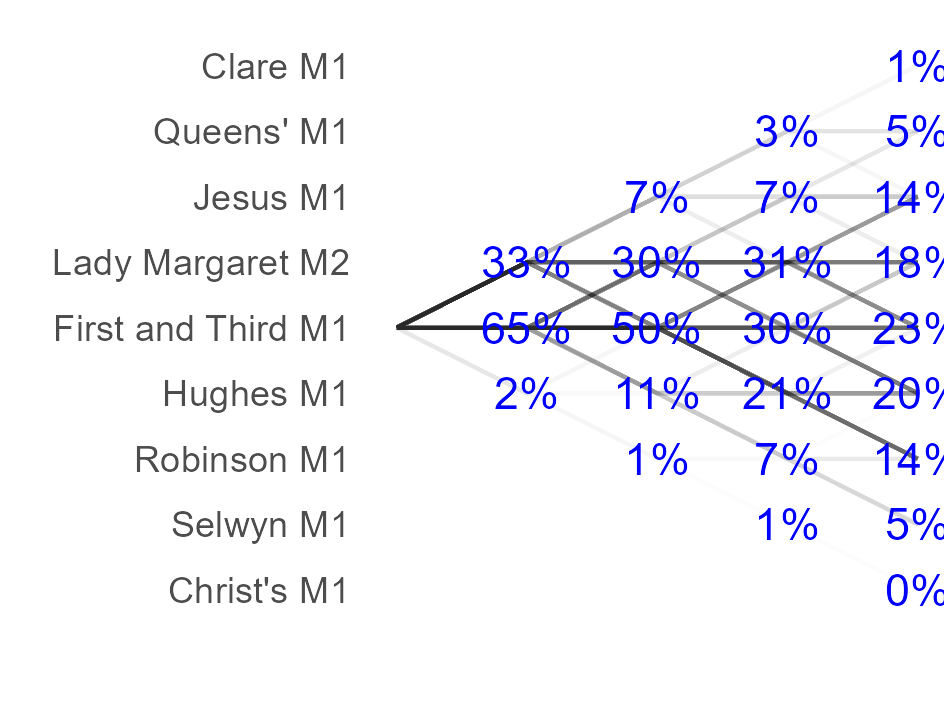 Clare M1 1%
Queens' M1 3% 5%
Jesus M1 7% 7% 14%
Lady Margaret M2 33% 30% 31% 18%
First and Third M1 65% 50% 30% 23%
Hughes M1 2% 11% 21% 20%
Robinson M1 1% 7% 14%
Selwyn M1 1% 5%
Christ's M1 0%